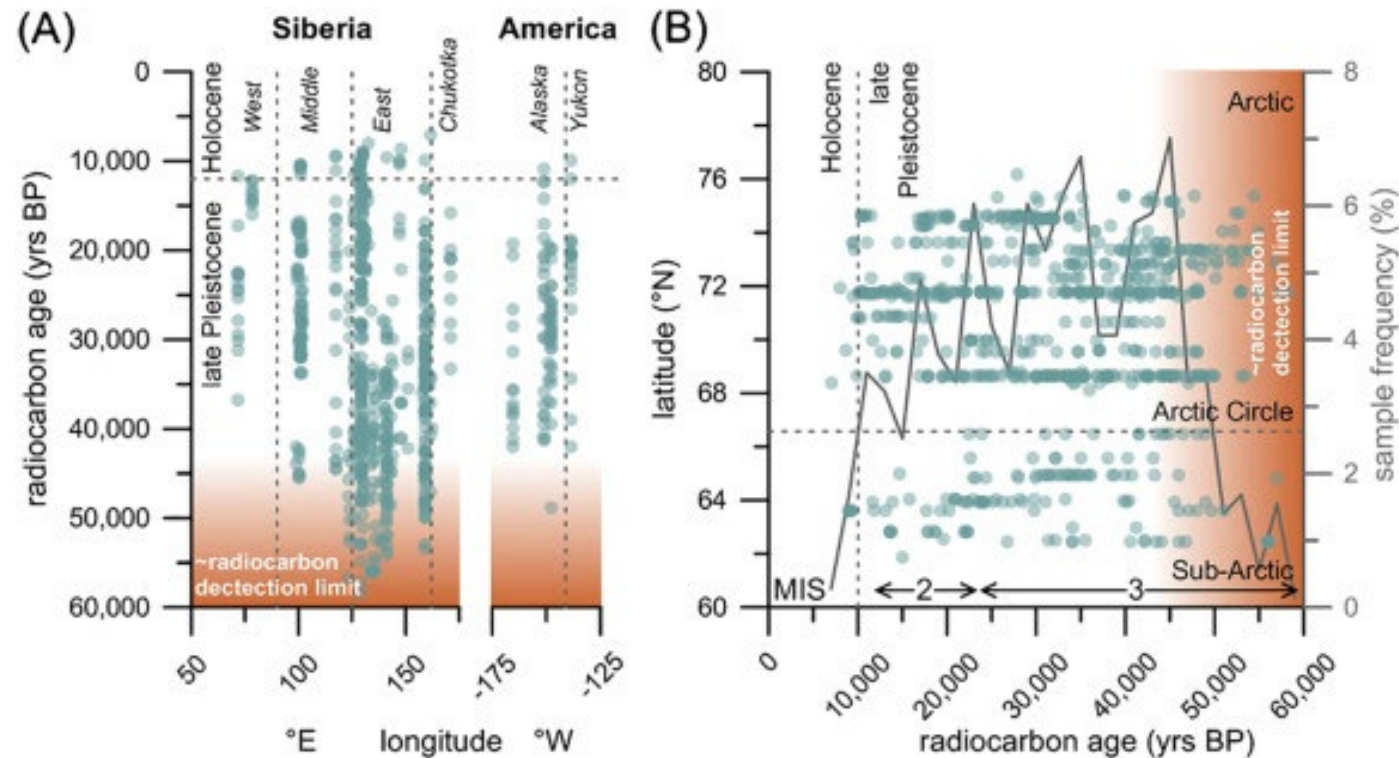 (A)
Siberia
America
West
Middle
East
Chukotka
Alaska
Yukon
Holocene
late Pleistocene
0
10,000
20,000
30,000
40,000
50,000
60,000
radiocarbon age (yrs BP)
~radiocarbon
dectection limit
50
100
150
-175
-125
°E
longitude
°W
(B)
80
76
72
68
64
60
latitude (°N)
Holocene
late
Pleistocene
Arctic
~radiocarbon
dectection limit
Arctic Circle
Sub-Arctic
MIS
2
3
8
6
4
2
0
sample frequency (%)
0
10,000
20,000
30,000
40,000
50,000
60,000
radiocarbon age (yrs BP)